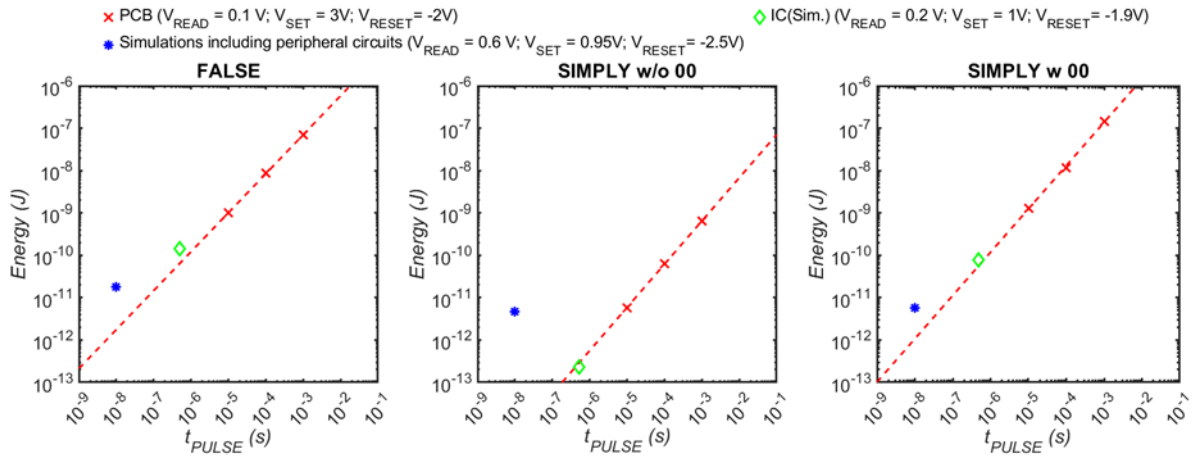 PCB (V_READ = 0.1 V; V_SET = 3V; V_RESET = -2V)
IC(Sim.) (V_READ = 0.2 V; V_SET = 1V; V_RESET = -1.9V)
Simulations including peripheral circuits (V_READ = 0.6 V; V_SET = 0.95V; V_RESET = -2.5V)
FALSE
10^-6
10^-7
10^-8
10^-9
10^-10
10^-11
10^-12
10^-13
Energy (J)
10^-9 10^-8 10^-7 10^-6 10^-5 10^-4 10^-3 10^-2 10^-1
t_PULSE (s)
SIMPLY w/o 00
10^-6
10^-7
10^-8
10^-9
10^-10
10^-11
10^-12
10^-13
Energy (J)
10^-9 10^-8 10^-7 10^-6 10^-5 10^-4 10^-3 10^-2 10^-1
t_PULSE (s)
SIMPLY w 00
10^-6
10^-7
10^-8
10^-9
10^-10
10^-11
10^-12
10^-13
Energy (J)
10^-9 10^-8 10^-7 10^-6 10^-5 10^-4 10^-3 10^-2 10^-1
t_PULSE (s)